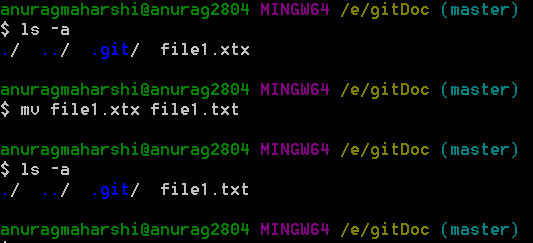 anuragmaharshi@anurag2804 MINGW64 /e/gitDoc (master)
$ ls -a
./  ../  .git/  file1.xtx
anuragmaharshi@anurag2804 MINGW64 /e/gitDoc (master)
$ mv file1.xtx file1.txt
anuragmaharshi@anurag2804 MINGW64 /e/gitDoc (master)
$ ls -a
./  ../  .git/  file1.txt
anuragmaharshi@anurag2804 MINGW64 /e/gitDoc (master)